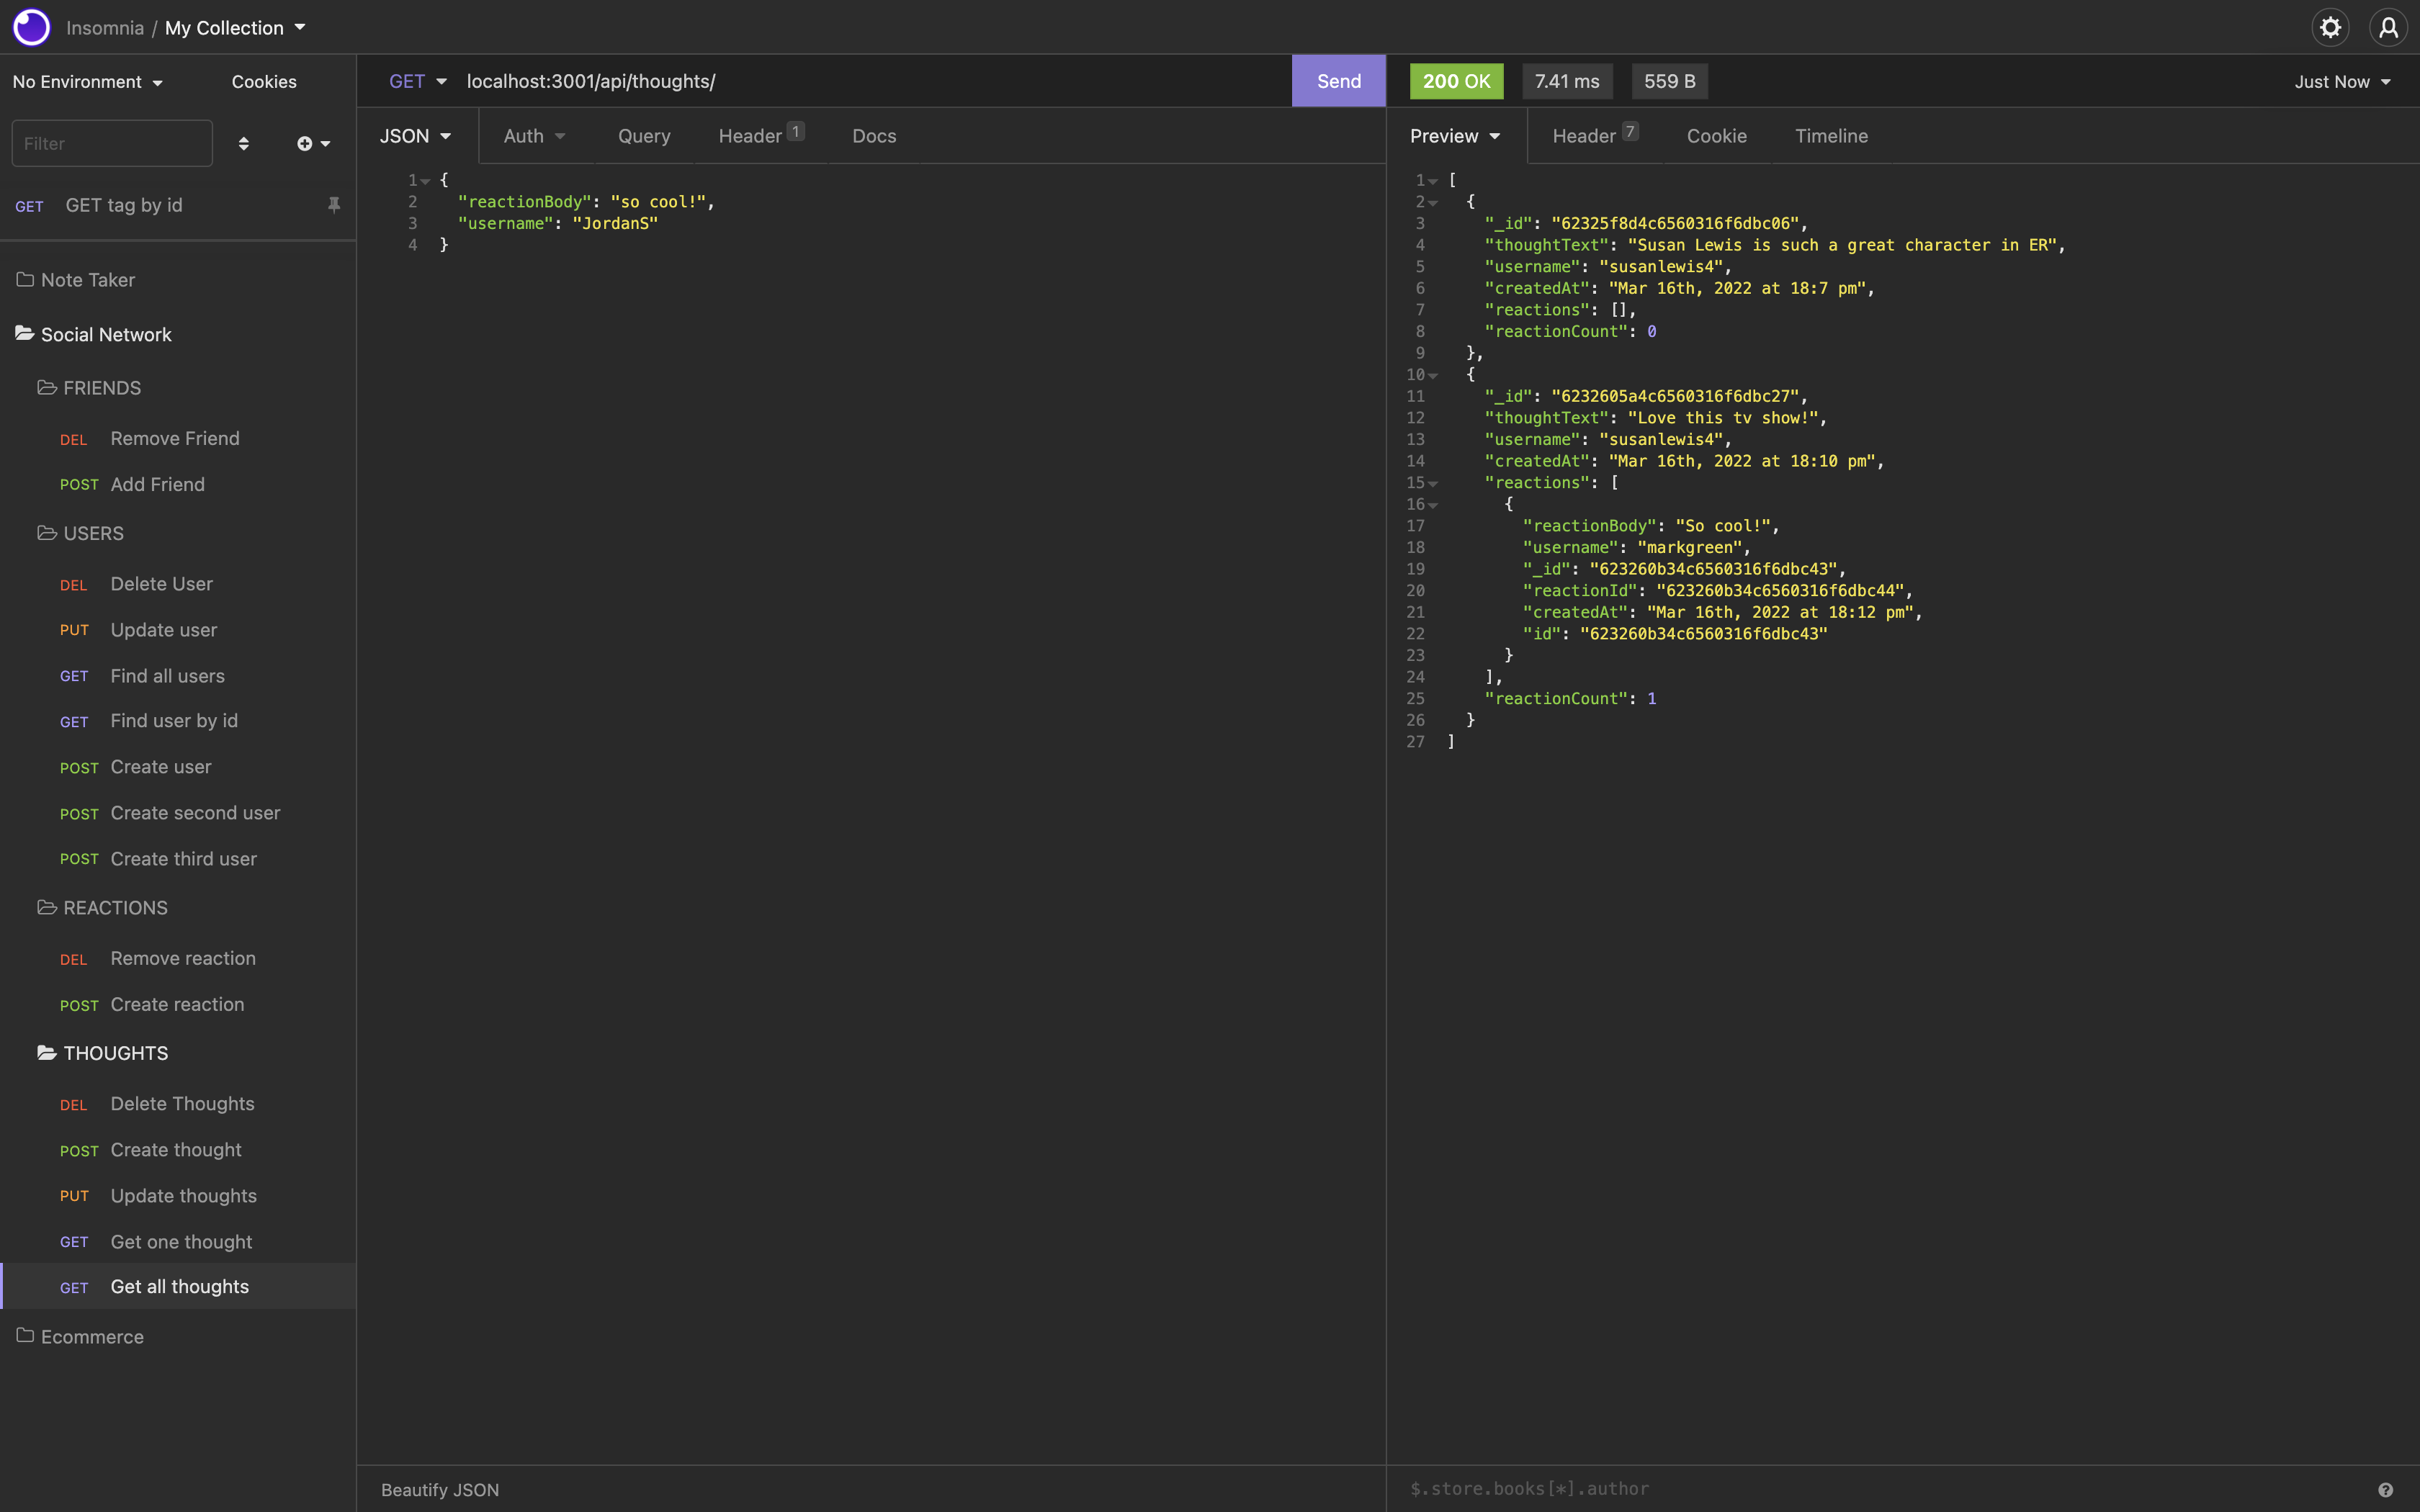 Insomnia / My Collection
No Environment Cookies
Filter
GET GET tag by id
Note Taker
Social Network
FRIENDS
DEL Remove Friend
POST Add Friend
USERS
DEL Delete User
PUT Update user
GET Find all users
GET Find user by id
POST Create user
POST Create second user
POST Create third user
REACTIONS
DEL Remove reaction
POST Create reaction
THOUGHTS
DEL Delete Thoughts
POST Create thought
PUT Update thoughts
GET Get one thought
GET Get all thoughts
Ecommerce
GET localhost:3001/api/thoughts/ Send
JSON Auth Query Header 1 Docs
1 {
2 "reactionBody": "so cool!",
3 "username": "JordanS"
4 }
Beautify JSON
200 OK 7.41 ms 559 B Just Now
Preview Header 7 Cookie Timeline
1 [
2 {
3 "_id": "62325f8d4c6560316f6dbc06",
4 "thoughtText": "Susan Lewis is such a great character in ER",
5 "username": "susanlewis4",
6 "createdAt": "Mar 16th, 2022 at 18:7 pm",
7 "reactions": [],
8 "reactionCount": 0
9 },
10 {
11 "_id": "6232605a4c6560316f6dbc27",
12 "thoughtText": "Love this tv show!",
13 "username": "susanlewis4",
14 "createdAt": "Mar 16th, 2022 at 18:10 pm",
15 "reactions": [
16 {
17 "reactionBody": "So cool!",
18 "username": "markgreen",
19 "_id": "623260b34c6560316f6dbc43",
20 "reactionId": "623260b34c6560316f6dbc44",
21 "createdAt": "Mar 16th, 2022 at 18:12 pm",
22 "id": "623260b34c6560316f6dbc43"
23 }
24 ],
25 "reactionCount": 1
26 }
27 ]
$.store.books[*].author